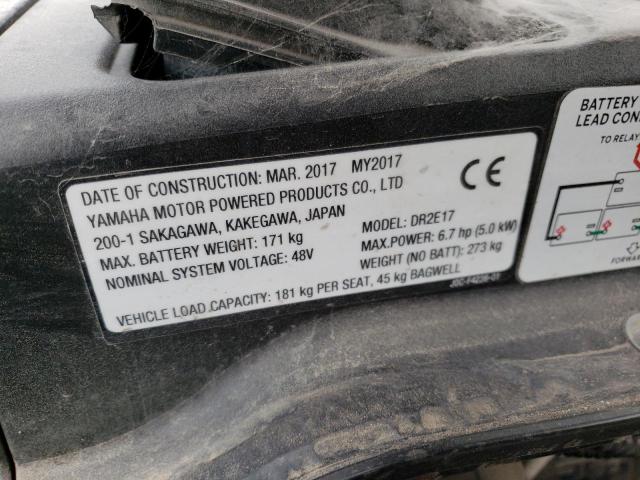 DATE OF CONSTRUCTION: MAR. 2017 MY2017
YAMAHA MOTOR POWERED PRODUCTS CO., LTD
200-1 SAKAGAWA, KAKEGAWA, JAPAN
MAX. BATTERY WEIGHT: 171 kg
NOMINAL SYSTEM VOLTAGE: 48V
MODEL: DR2E17
MAX.POWER: 6.7 hp (5.0 kW)
WEIGHT (NO BATT): 273 kg
VEHICLE LOAD CAPACITY: 181 kg PER SEAT, 45 kg BAGWELL
CE
BATTERY
LEAD CON
TO RELAY
FORWAR